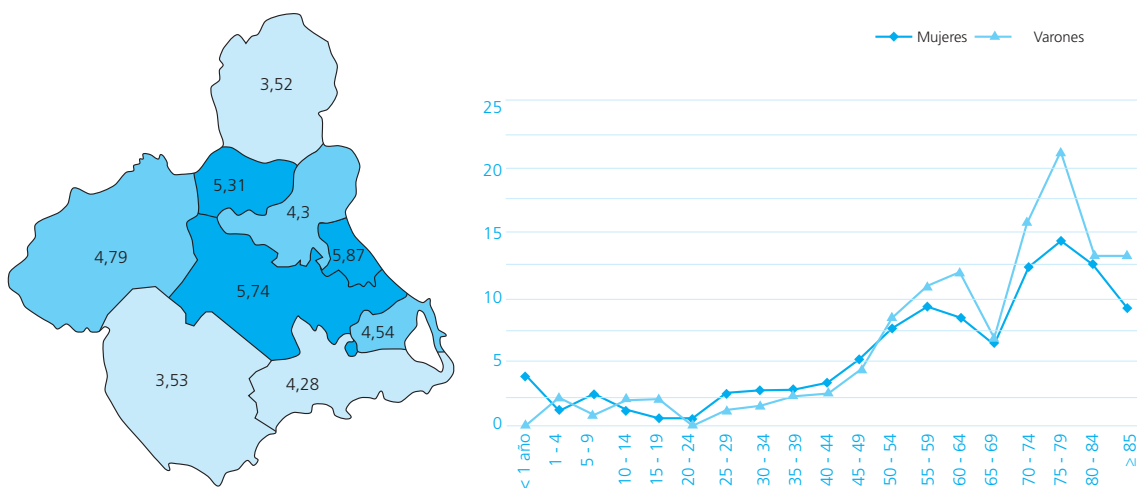 3,52
5,31
4,3
4,79
5,87
5,74
4,54
3,53
4,28
Mujeres
Varones
25
20
15
10
5
0
< 1 año
1 - 4
5 - 9
10 - 14
15 - 19
20 - 24
25 - 29
30 - 34
35 - 39
40 - 44
45 - 49
50 - 54
55 - 59
60 - 64
65 - 69
70 - 74
75 - 79
80 - 84
≥ 85